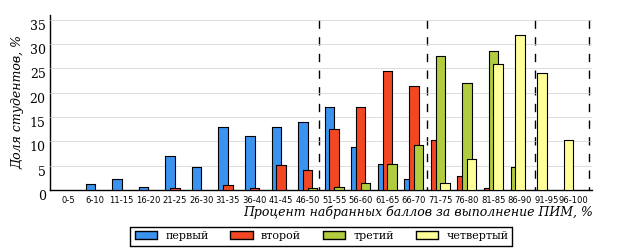 Доля студентов, %
35
30
25
20
15
10
5
0
0-5 6-10 11-15 16-20 21-25 26-30 31-35 36-40 41-45 46-50 51-55 56-60 61-65 66-70 71-75 76-80 81-85 86-90 91-95 96-100
Процент набранных баллов за выполнение ПИМ, %
первый второй третий четвертый